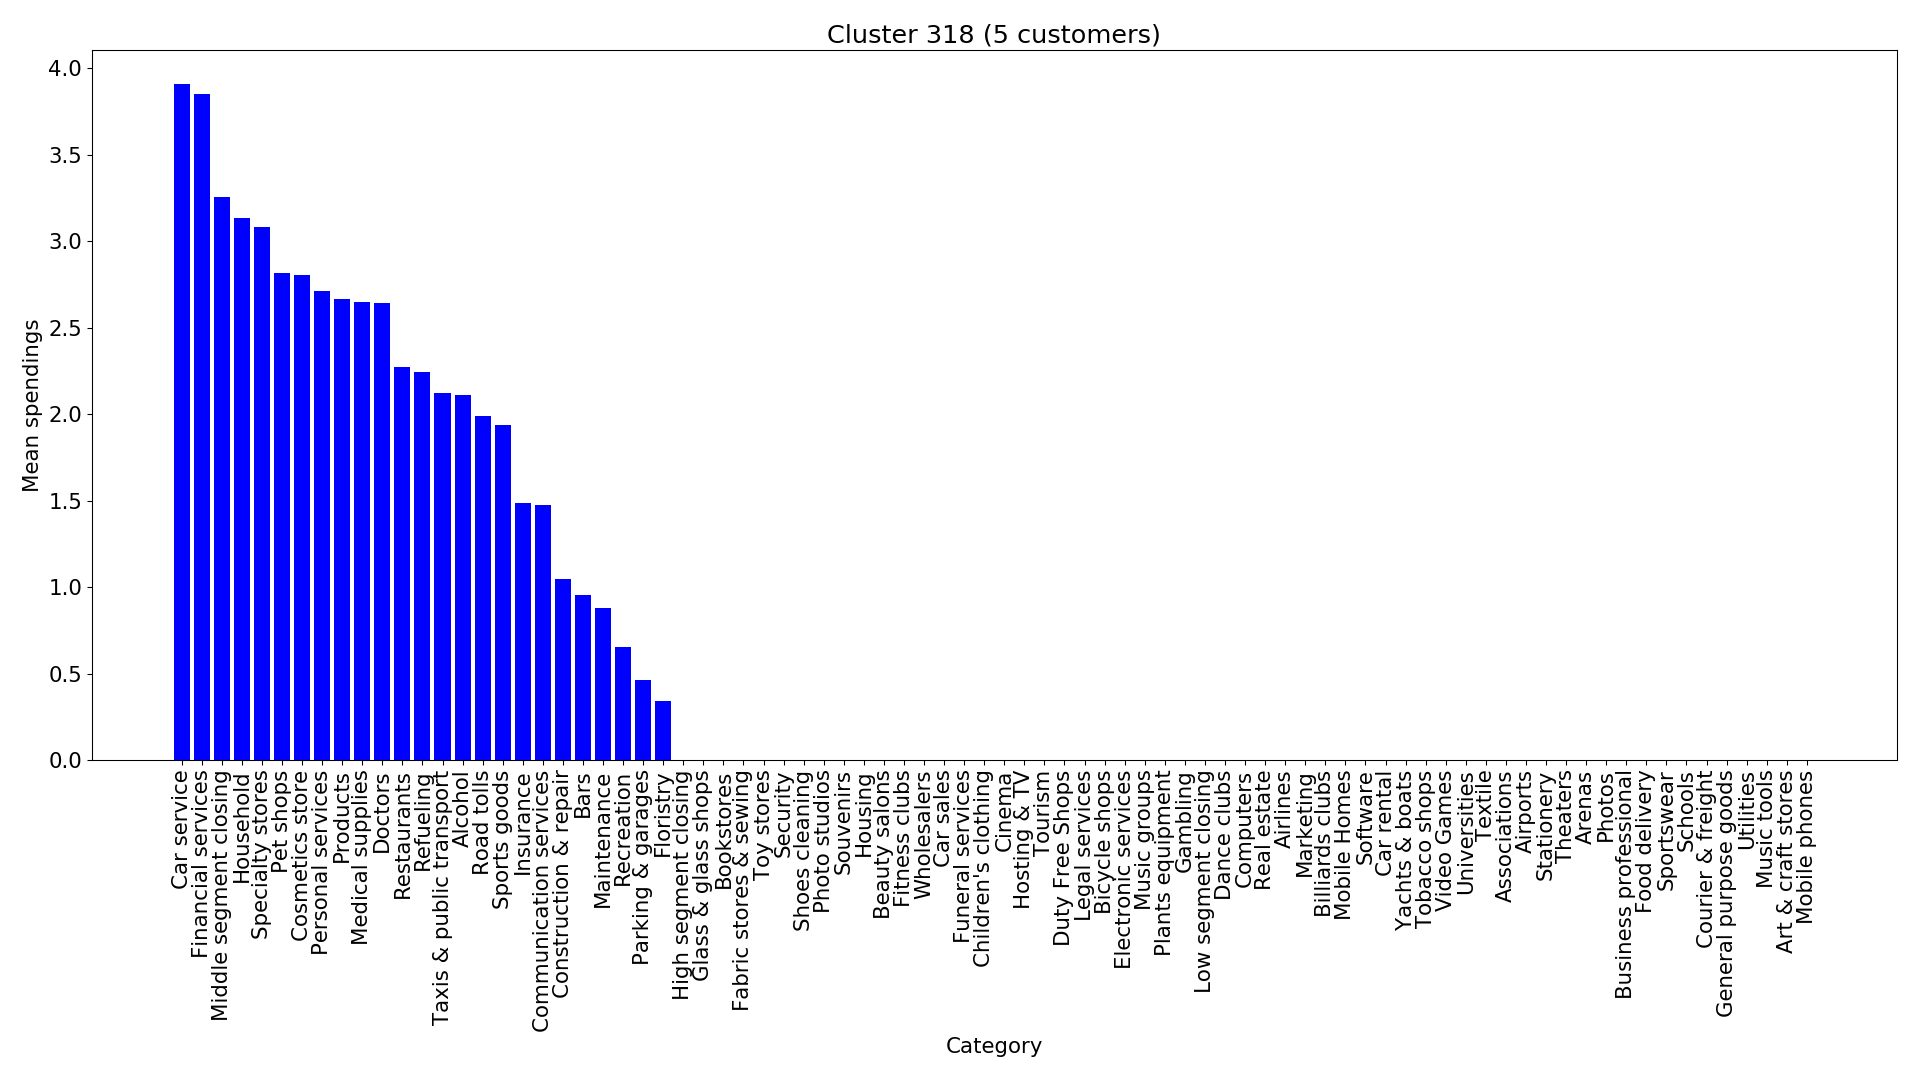 Cluster 318 (5 customers)
4.0
3.5
3.0
2.5
2.0
1.5
1.0
0.5
0.0
Mean spendings
Car service
Financial services
Middle segment closing
Household
Specialty stores
Pet shops
Cosmetics store
Personal services
Products
Medical supplies
Doctors
Restaurants
Refueling
Taxis & public transport
Alcohol
Road tolls
Sports goods
Insurance
Communication services
Construction & repair
Bars
Maintenance
Recreation
Parking & garages
Floristry
High segment closing
Glass & glass shops
Bookstores
Fabric stores & sewing
Toy stores
Security
Shoes cleaning
Photo studios
Souvenirs
Housing
Beauty salons
Fitness clubs
Wholesalers
Car sales
Funeral services
Children's clothing
Cinema
Hosting & TV
Tourism
Duty Free Shops
Legal services
Bicycle shops
Electronic services
Music groups
Plants equipment
Gambling
Low segment closing
Dance clubs
Computers
Real estate
Airlines
Marketing
Billiards clubs
Mobile Homes
Software
Car rental
Yachts & boats
Tobacco shops
Video Games
Universities
Textile
Associations
Airports
Stationery
Theaters
Arenas
Photos
Business professional
Food delivery
Sportswear
Schools
Courier & freight
General purpose goods
Utilities
Music tools
Art & craft stores
Mobile phones
Category